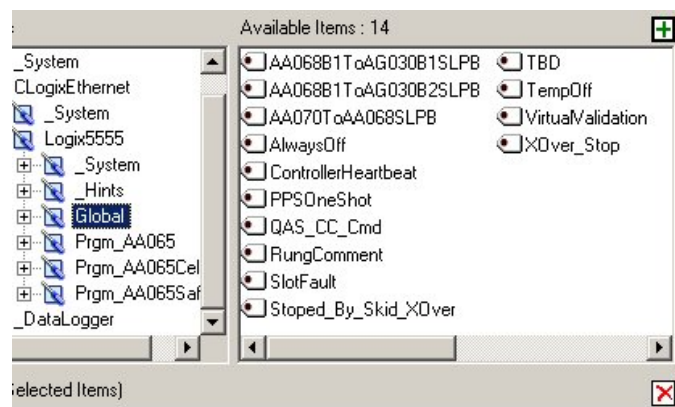 Available Items : 14
_System
CLogixEthernet
_System
Logix5555
_System
_Hints
Global
Prgm_AA065
Prgm_AA065Cel
Prgm_AA065Saf
_DataLogger
AA068B1ToAG030B1SLPB
AA068B1ToAG030B2SLPB
AA070ToAA068SLPB
AlwaysOff
ControllerHeartbeat
PPSOneShot
QAS_CC_Cmd
RungComment
SlotFault
Stoped_By_Skid_XOver
TBD
TempOff
VirtualValidation
XOver_Stop
elected Items)